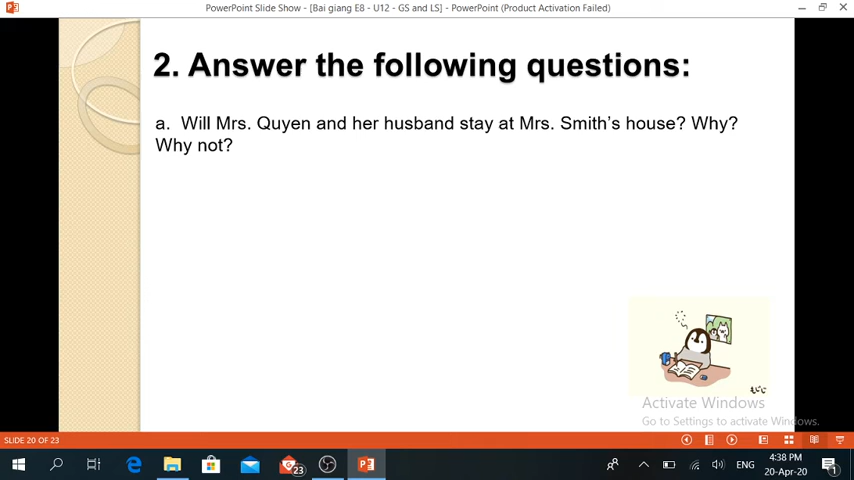 PowerPoint Slide Show - [Bai giang E8 - U12 - GS and LS] - PowerPoint (Product Activation Failed)
2. Answer the following questions:
a. Will Mrs. Quyen and her husband stay at Mrs. Smith's house? Why?
Why not?
Activate Windows
Go to Settings to activate Windows.
SLIDE 20 OF 23
23
ENG
4:38 PM
20-Apr-20
1